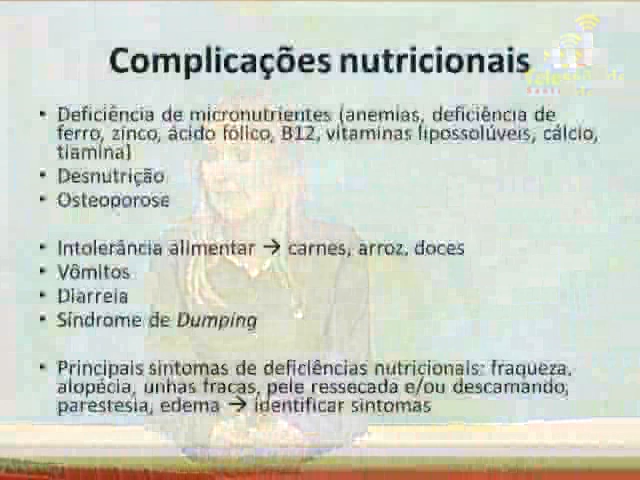 Complicações nutricionais
• Deficiência de micronutrientes (anemias, deficiência de
ferro, zinco, ácido fólico, B12, vitaminas lipossolúveis, cálcio,
tiamina)
• Desnutrição
• Osteoporose
• Intolerância alimentar → carnes, arroz, doces
• Vômitos
• Diarreia
• Síndrome de Dumping
• Principais sintomas de deficiências nutricionais: fraqueza,
alopécia, unhas fracas, pele ressecada e/ou descamando,
parestesia, edema → identificar sintomas